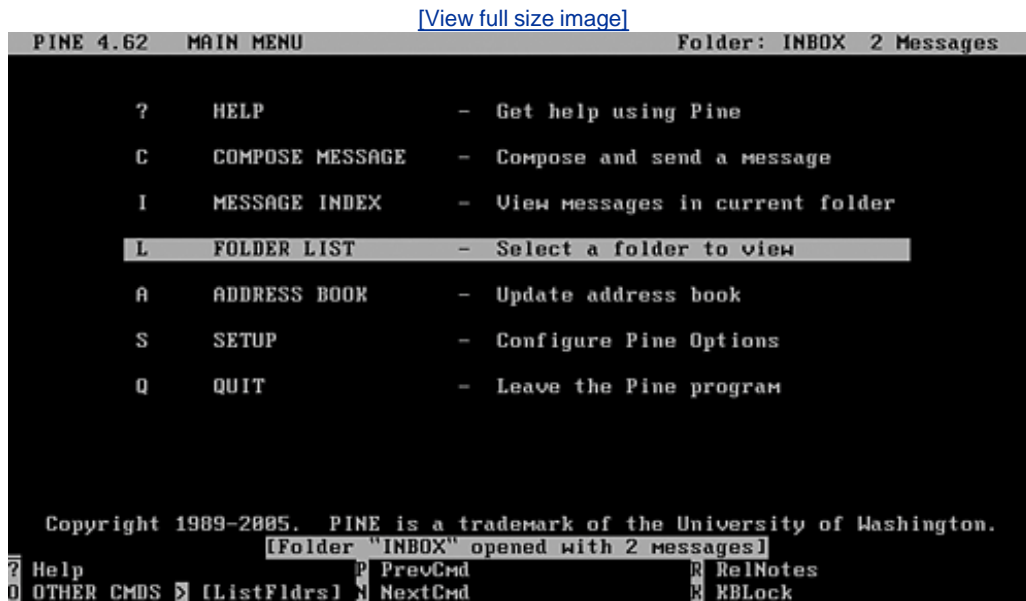 [View full size image]
PINE 4.62 MAIN MENU Folder: INBOX 2 Messages
? HELP - Get help using Pine
C COMPOSE MESSAGE - Compose and send a message
I MESSAGE INDEX - View messages in current folder
L FOLDER LIST - Select a folder to view
A ADDRESS BOOK - Update address book
S SETUP - Configure Pine Options
Q QUIT - Leave the Pine program
Copyright 1989-2005. PINE is a trademark of the University of Washington.
[Folder "INBOX" opened with 2 messages]
? Help P PrevCmd R RelNotes
O OTHER CMDS > [ListFldrs] N NextCmd K KBLock